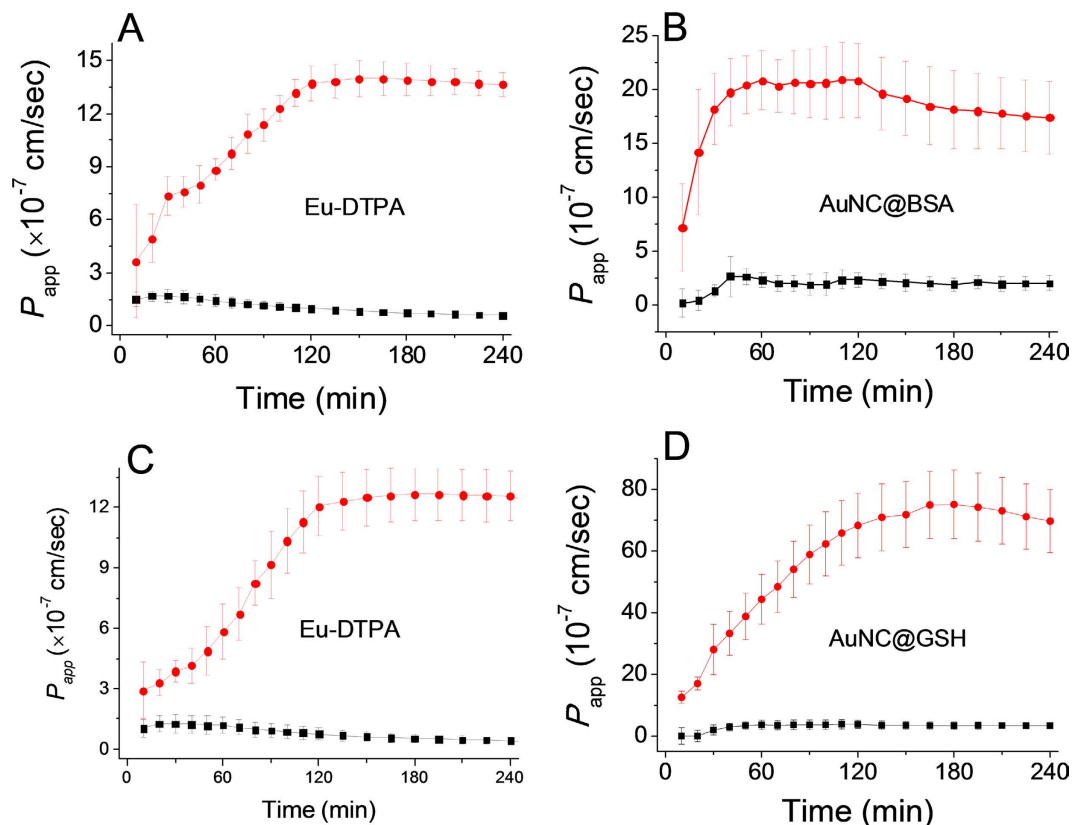 A
15
12
9
6
3
0
P_app (×10^-7 cm/sec)
Eu-DTPA
0 60 120 180 240
Time (min)
B
25
20
15
10
5
0
P_app (10^-7 cm/sec)
AuNC@BSA
0 60 120 180 240
Time (min)
C
12
9
6
3
0
P_app (×10^-7 cm/sec)
Eu-DTPA
0 60 120 180 240
Time (min)
D
80
60
40
20
0
P_app (10^-7 cm/sec)
AuNC@GSH
0 60 120 180 240
Time (min)